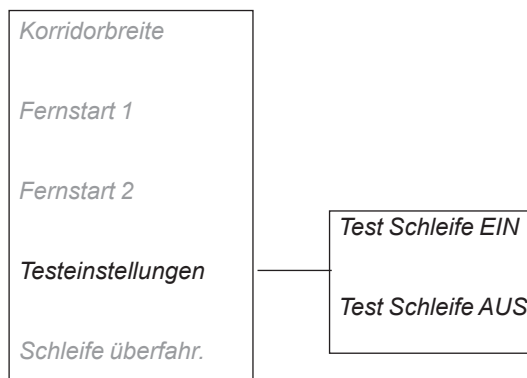 Korridorbreite
Fernstart 1
Fernstart 2
Testeinstellungen
Schleife überfahr.
Test Schleife EIN
Test Schleife AUS